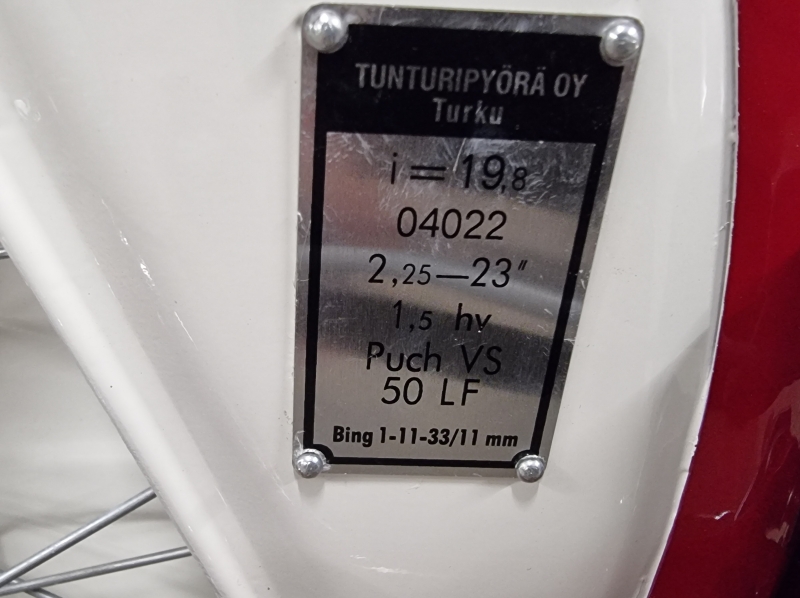 TUNTURIPYÖRÄ OY
Turku
i = 19,8
04022
2,25—23"
1,5 hv
Puch VS
50 LF
Bing 1-11-33/11 mm